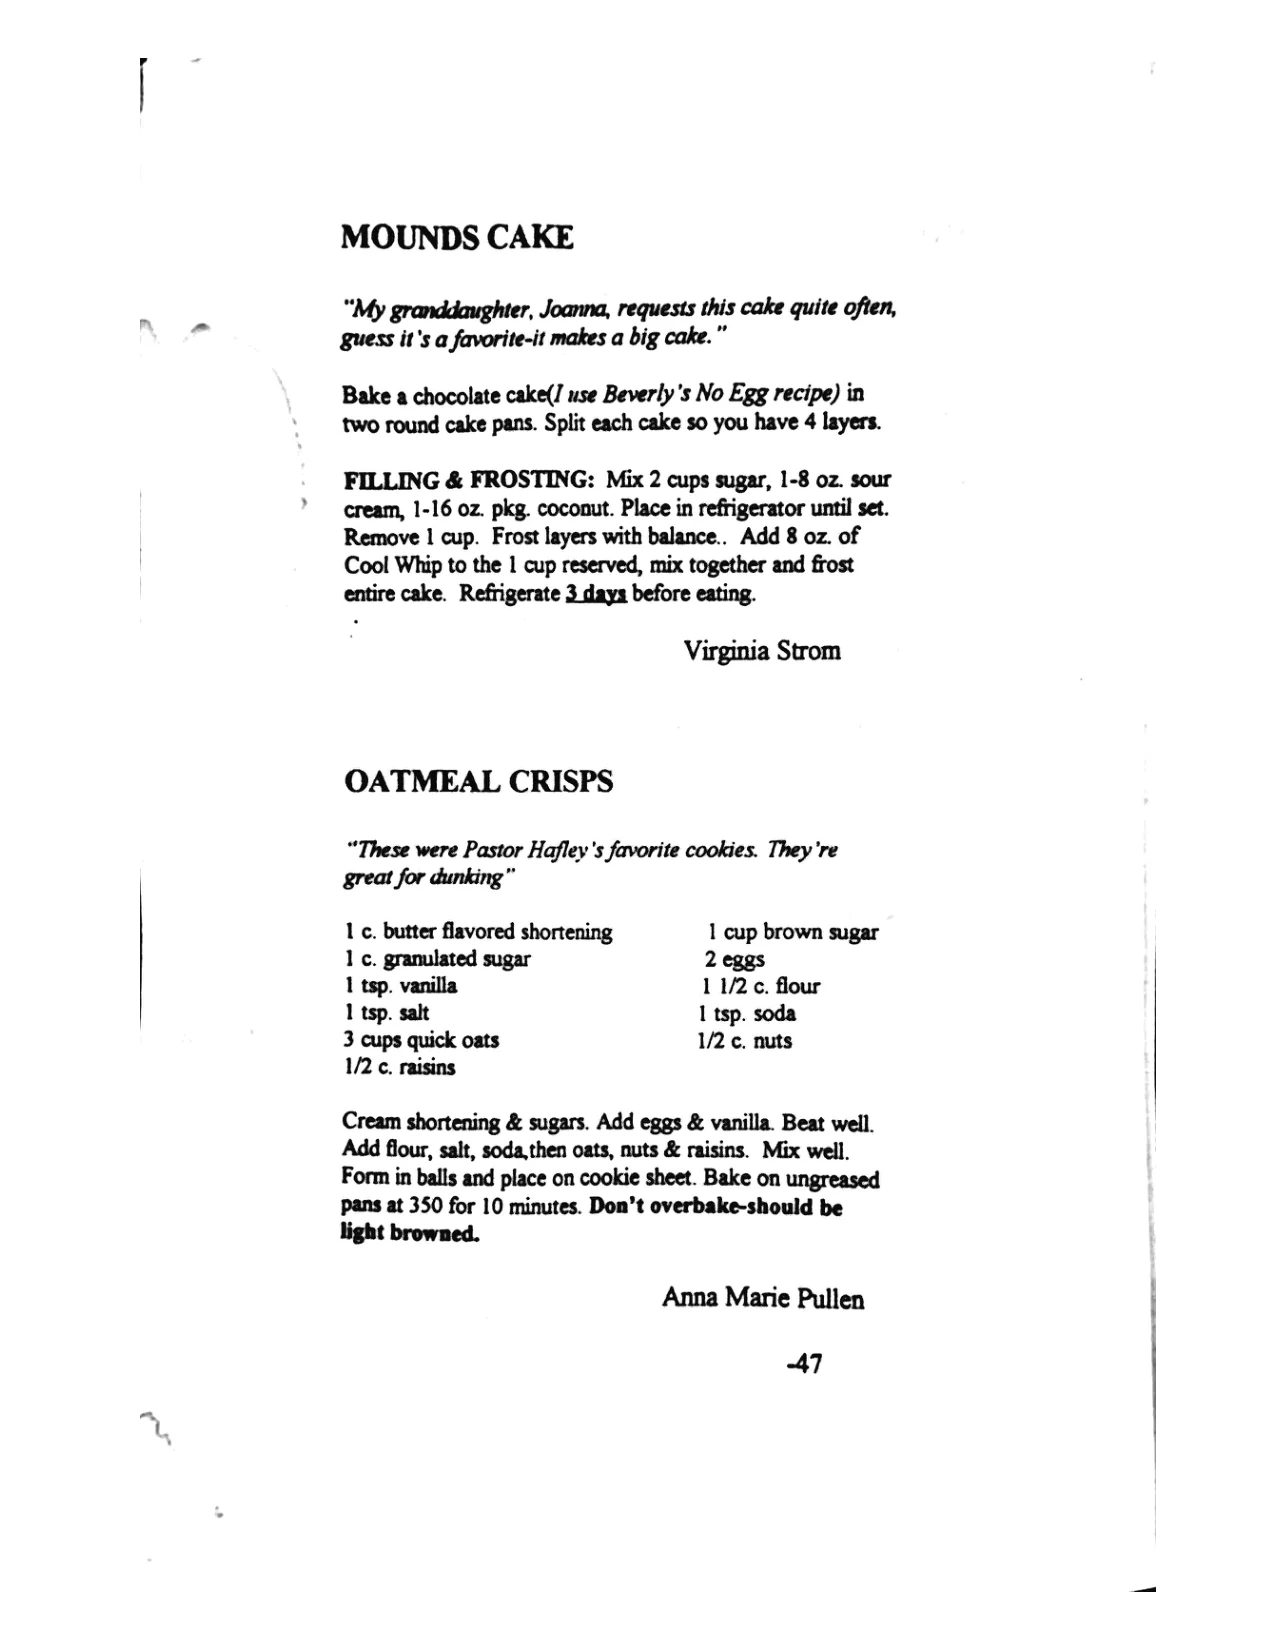 MOUNDS CAKE
"My granddaughter, Joanna, requests this cake quite often,
guess it's a favorite-it makes a big cake."
Bake a chocolate cake(I use Beverly's No Egg recipe) in
two round cake pans. Split each cake so you have 4 layers.
FILLING & FROSTING: Mix 2 cups sugar, 1-8 oz. sour
cream, 1-16 oz. pkg. coconut. Place in refrigerator until set.
Remove 1 cup. Frost layers with balance.. Add 8 oz. of
Cool Whip to the 1 cup reserved, mix together and frost
entire cake. Refrigerate 3 days before eating.
Virginia Strom
OATMEAL CRISPS
"These were Pastor Hafley's favorite cookies. They're
great for dunking"
1 c. butter flavored shortening 1 cup brown sugar
1 c. granulated sugar 2 eggs
1 tsp. vanilla 1 1/2 c. flour
1 tsp. salt 1 tsp. soda
3 cups quick oats 1/2 c. nuts
1/2 c. raisins
Cream shortening & sugars. Add eggs & vanilla. Beat well.
Add flour, salt, soda,then oats, nuts & raisins. Mix well.
Form in balls and place on cookie sheet. Bake on ungreased
pans at 350 for 10 minutes. Don't overbake-should be
light browned.
Anna Marie Pullen
-47